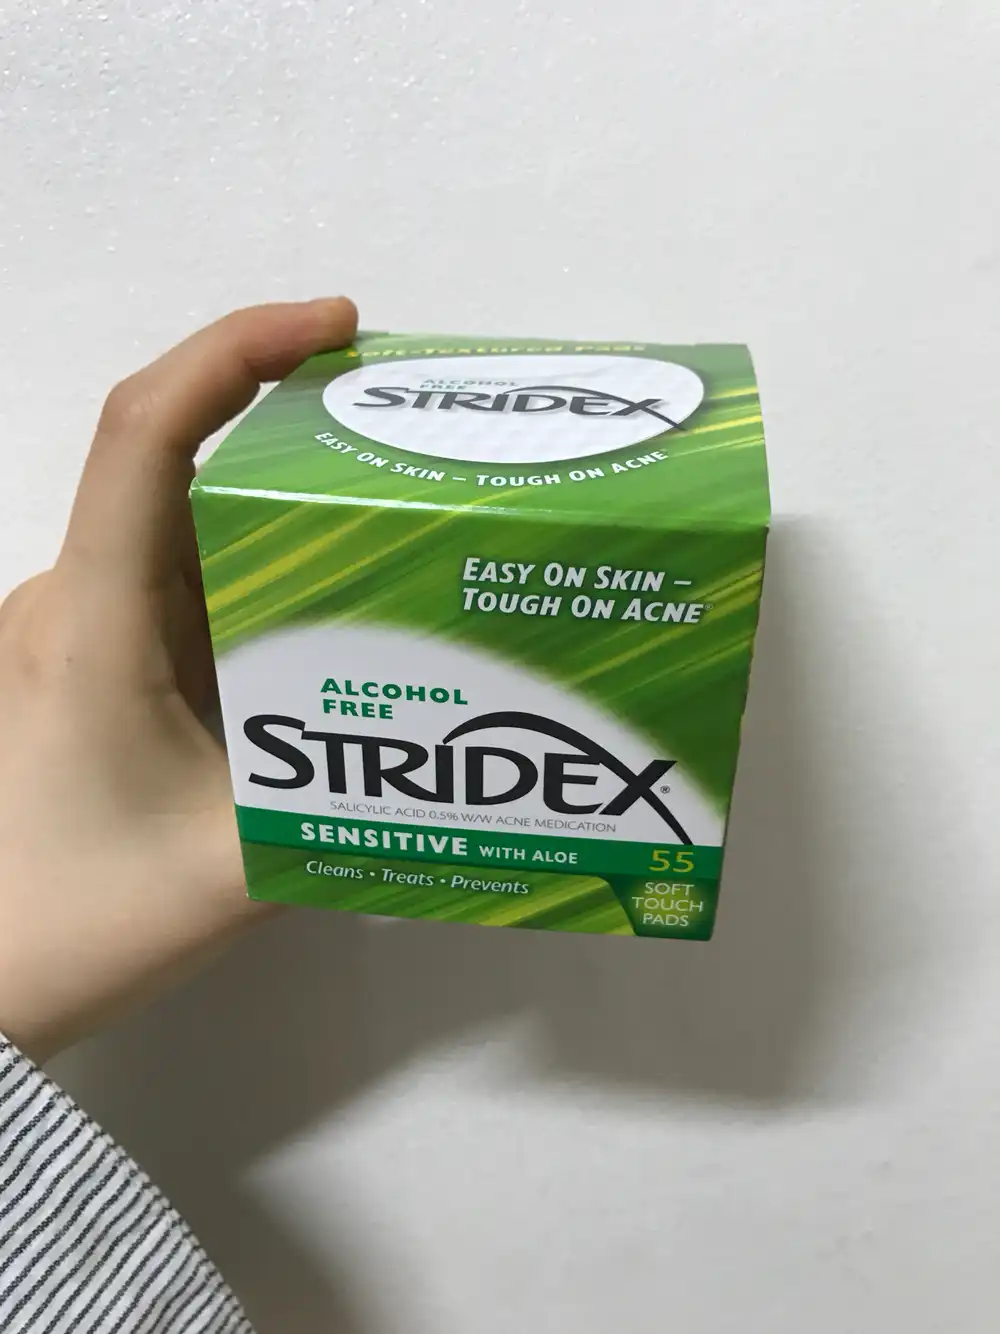 Soft-Textured Pads
ALCOHOL
FREE
STRIDEX
EASY ON SKIN – TOUGH ON ACNE
EASY ON SKIN –
TOUGH ON ACNE®
ALCOHOL
FREE
STRIDEX®
SALICYLIC ACID 0.5% W/W ACNE MEDICATION
SENSITIVE WITH ALOE
Cleans • Treats • Prevents
55
SOFT
TOUCH
PADS